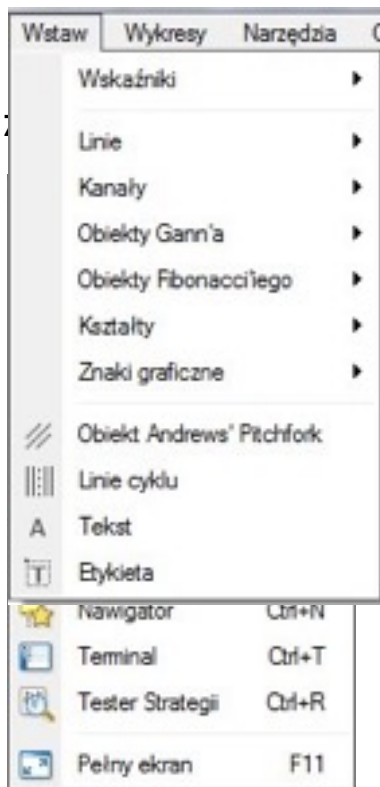 Wstaw Wykresy Narzędzia
Wskaźniki
Linie
Kanały
Obiekty Gann'a
Obiekty Fibonacci'iego
Kształty
Znaki graficzne
Obiekt Andrews' Pitchfork
Linie cyklu
A Tekst
T Etykieta
Nawigator Ctrl+N
Terminal Ctrl+T
Tester Strategii Ctrl+R
Pełny ekran F11